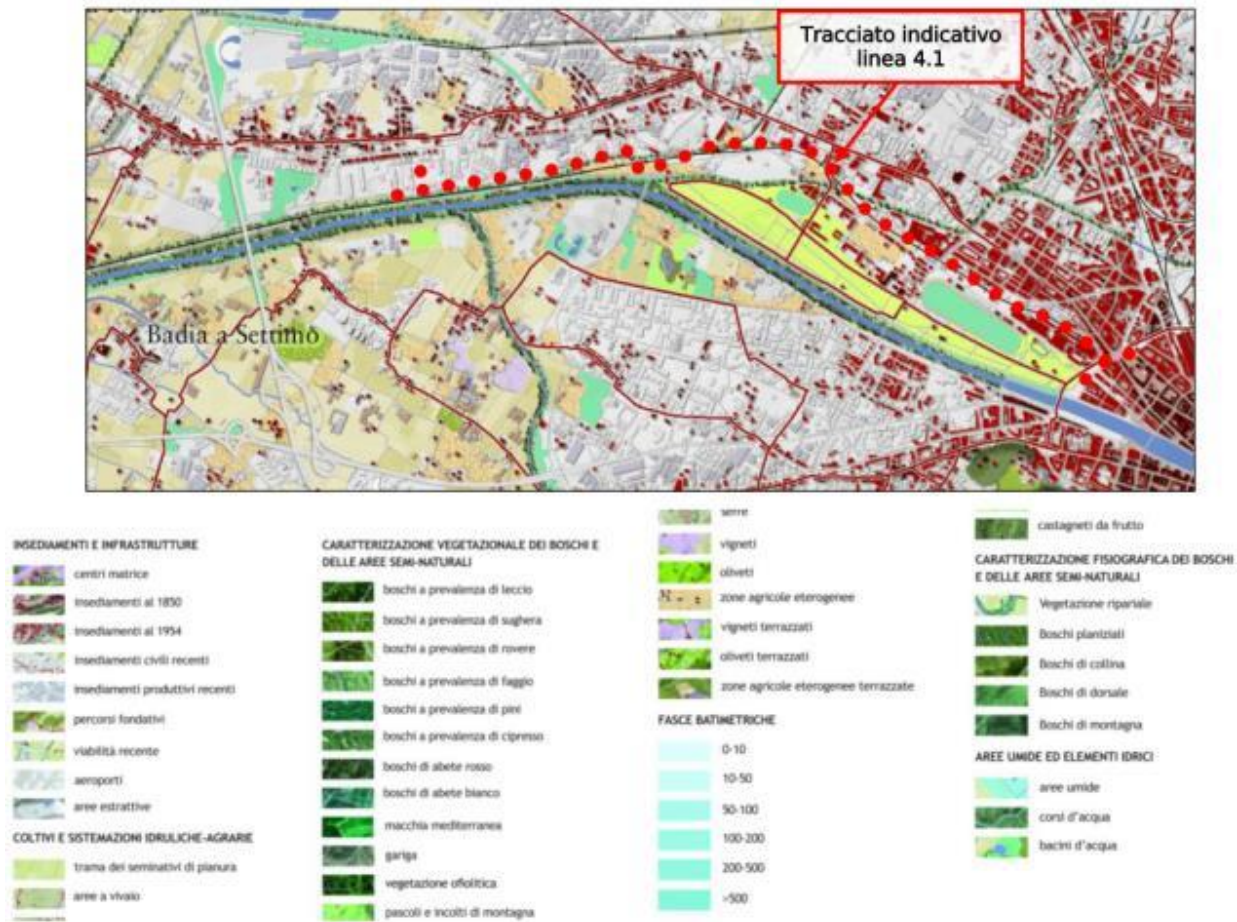 Tracciato indicativo
linea 4.1
Badia a Settimo
INSEDIAMENTI E INFRASTRUTTURE
centri matrice
insediamenti al 1850
insediamenti al 1954
insediamenti civili recenti
insediamenti produttivi recenti
percorsi fondativi
viabilità recente
aeroporti
aree estrattive
COLTIVI E SISTEMAZIONI IDRULICHE-AGRARIE
trama dei seminativi di pianura
aree a vivaio
CARATTERIZZAZIONE VEGETAZIONALE DEI BOSCHI E
DELLE AREE SEMI-NATURALI
boschi a prevalenza di leccio
boschi a prevalenza di sughera
boschi a prevalenza di rovere
boschi a prevalenza di faggio
boschi a prevalenza di pini
boschi a prevalenza di cipresso
boschi di abete rosso
boschi di abete bianco
macchia mediterranea
gariga
vegetazione ofiolitica
pascoli e incolti di montagna
serre
vigneti
oliveti
zone agricole eterogenee
vigneti terrazzati
oliveti terrazzati
zone agricole eterogenee terrazzate
FASCE BATIMETRICHE
0-10
10-50
50-100
100-200
200-500
>500
castagneti da frutto
CARATTERIZZAZIONE FISIOGRAFICA DEI BOSCHI
E DELLE AREE SEMI-NATURALI
Vegetazione ripariale
Boschi planiziali
Boschi di collina
Boschi di dorsale
Boschi di montagna
AREE UMIDE ED ELEMENTI IDRICI
aree umide
corsi d'acqua
bacini d'acqua